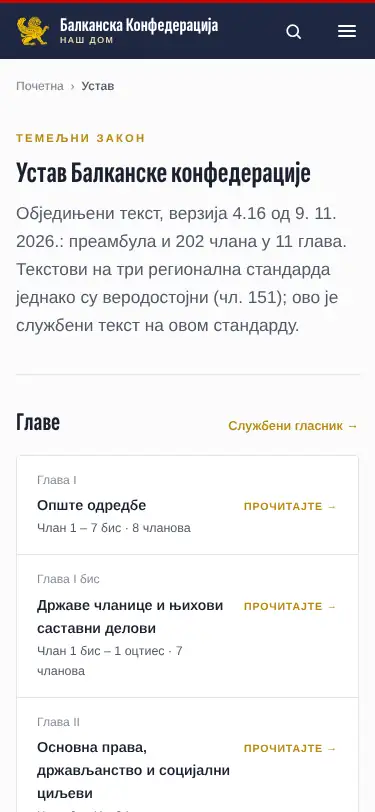 Балканска Конфедерација
НАШ ДОМ
Почетна › Устав
ТЕМЕЉНИ ЗАКОН
Устав Балканске конфедерације
Обједињени текст, верзија 4.16 од 9. 11.
2026.: преамбула и 202 члана у 11 глава.
Текстови на три регионална стандарда
једнако су веродостојни (чл. 151); ово је
службени текст на овом стандарду.
Главе
Службени гласник →
Глава I
Опште одредбе
ПРОЧИТАЈТЕ →
Члан 1 – 7 бис · 8 чланова
Глава I бис
Државе чланице и њихови
саставни делови
ПРОЧИТАЈТЕ →
Члан 1 бис – 1 оцтиес · 7
чланова
Глава II
Основна права,
држављанство и социјални
циљеви
ПРОЧИТАЈТЕ →